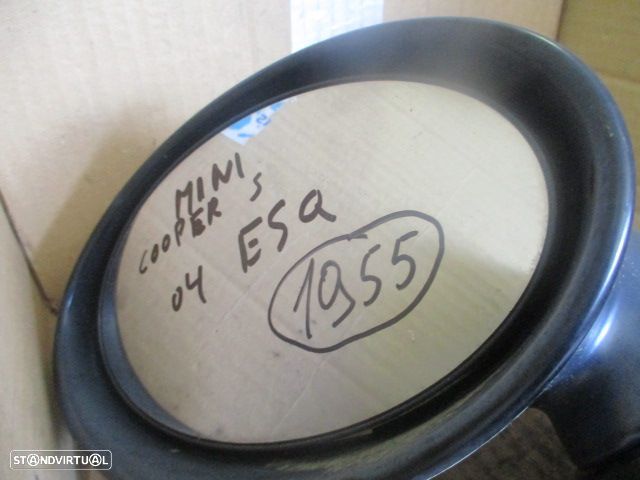 MINI
COOPER S
04 ESQ
1955
STANDVIRTUAL